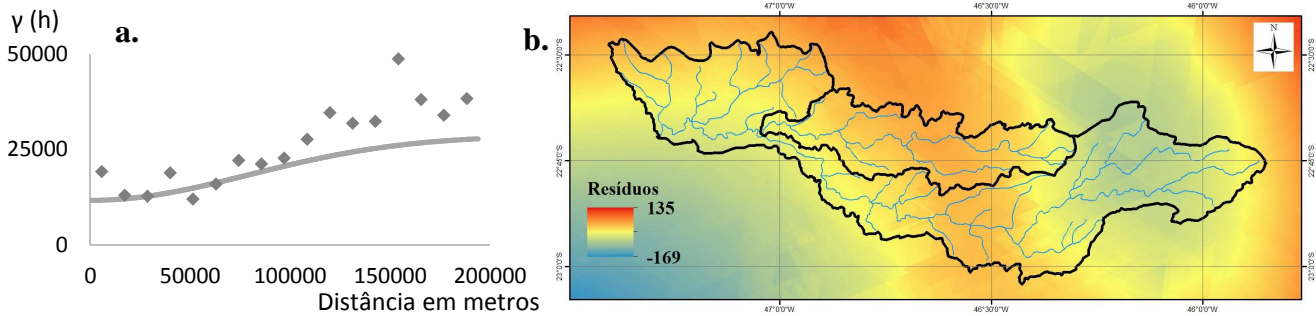 γ (h)
a.
50000
25000
0
0 50000 100000 150000 200000
Distância em metros
b.
47°0'0"W 46°30'0"W 46°0'0"W
N
22°30'0"S 22°30'0"S
22°45'0"S 22°45'0"S
Resíduos
135
-169
23°0'0"S 23°0'0"S
47°0'0"W 46°30'0"W 46°0'0"W